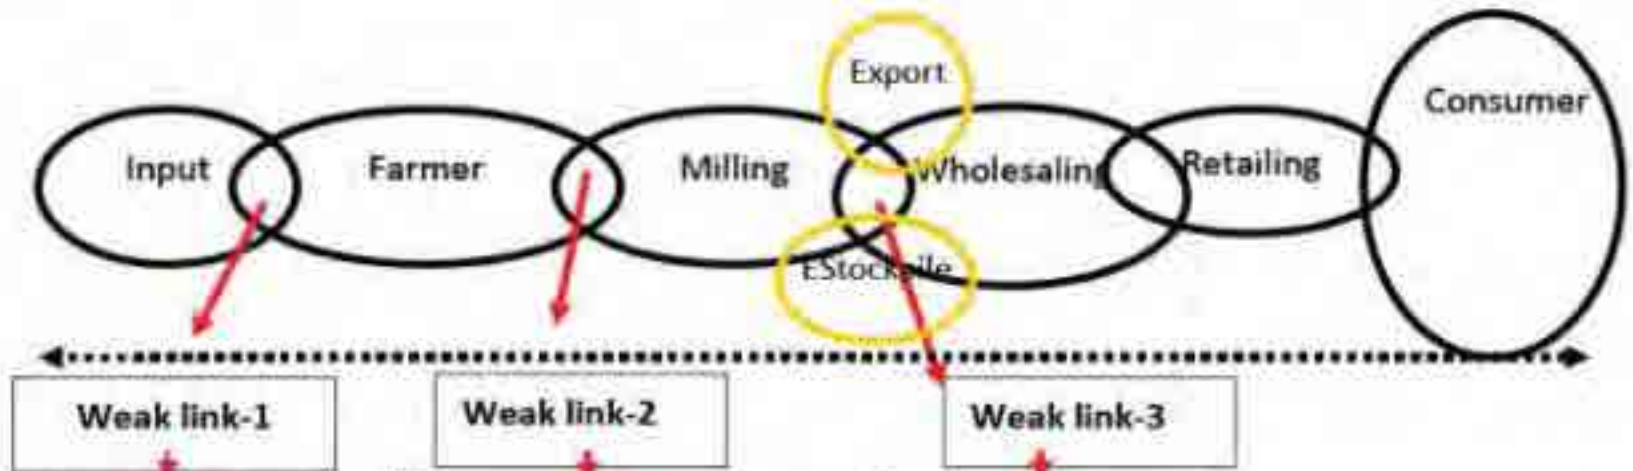 Export
Consumer
Input
Farmer
Milling
Wholesaling
Retailing
EStockpile
Weak link-1
Weak link-2
Weak link-3